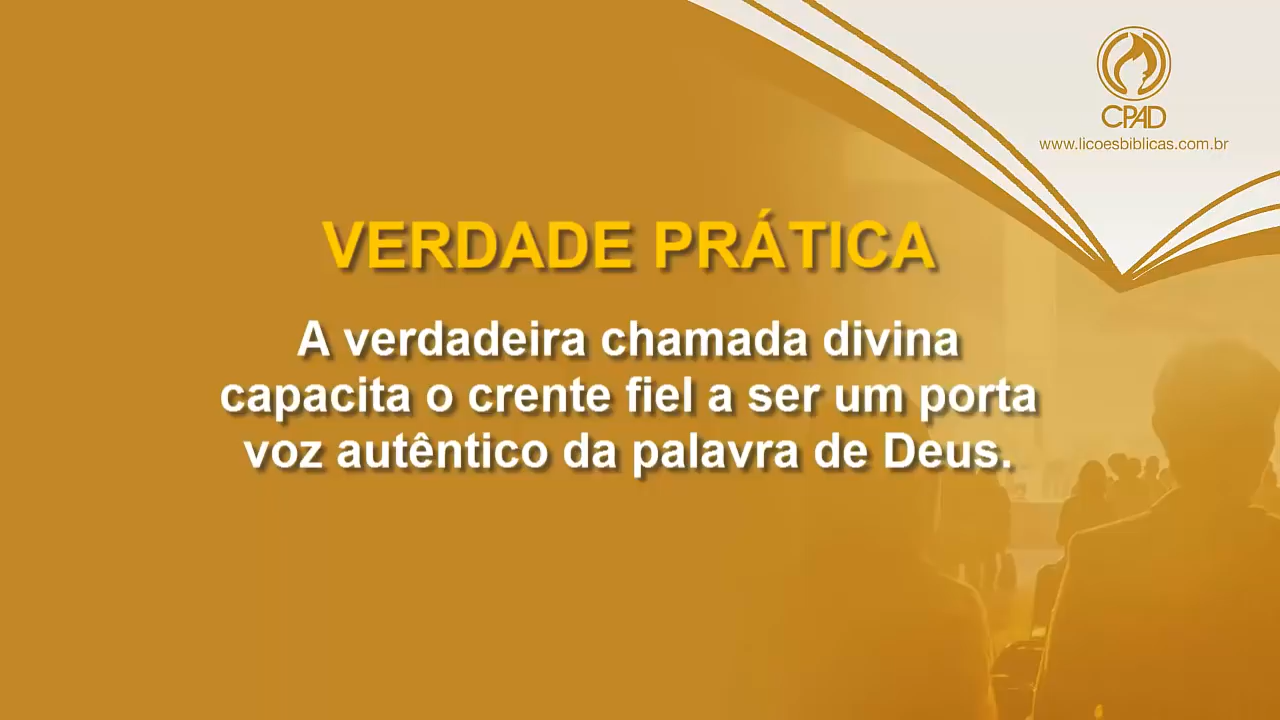 CPAD
www.licoesbiblicas.com.br
VERDADE PRÁTICA
A verdadeira chamada divina
capacita o crente fiel a ser um porta
voz autêntico da palavra de Deus.